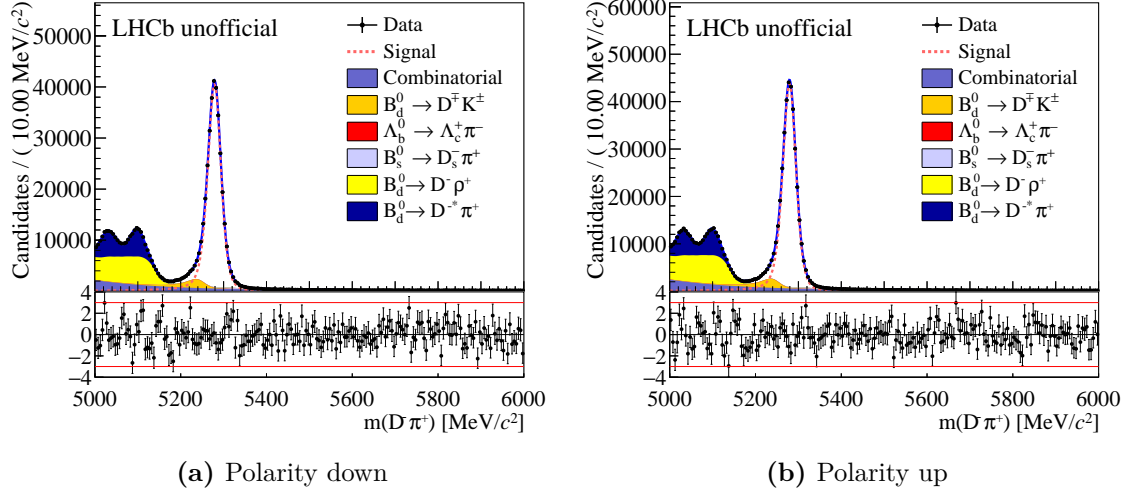 LHCb unofficial
Data
Signal
Combinatorial
B⁰_d → D^∓ K^±
Λ⁰_b → Λ⁺_c π⁻
B⁰_s → D⁻_s π⁺
B⁰_d → D⁻ ρ⁺
B⁰_d → D⁻* π⁺
Candidates / ( 10.00 MeV/c²)
50000
40000
30000
20000
10000
4
2
0
−2
−4
5000 5200 5400 5600 5800 6000
m(D⁻π⁺) [MeV/c²]
(a) Polarity down
LHCb unofficial
Data
Signal
Combinatorial
B⁰_d → D^∓ K^±
Λ⁰_b → Λ⁺_c π⁻
B⁰_s → D⁻_s π⁺
B⁰_d → D⁻ ρ⁺
B⁰_d → D⁻* π⁺
Candidates / ( 10.00 MeV/c²)
60000
50000
40000
30000
20000
10000
4
2
0
−2
−4
5000 5200 5400 5600 5800 6000
m(D⁻π⁺) [MeV/c²]
(b) Polarity up